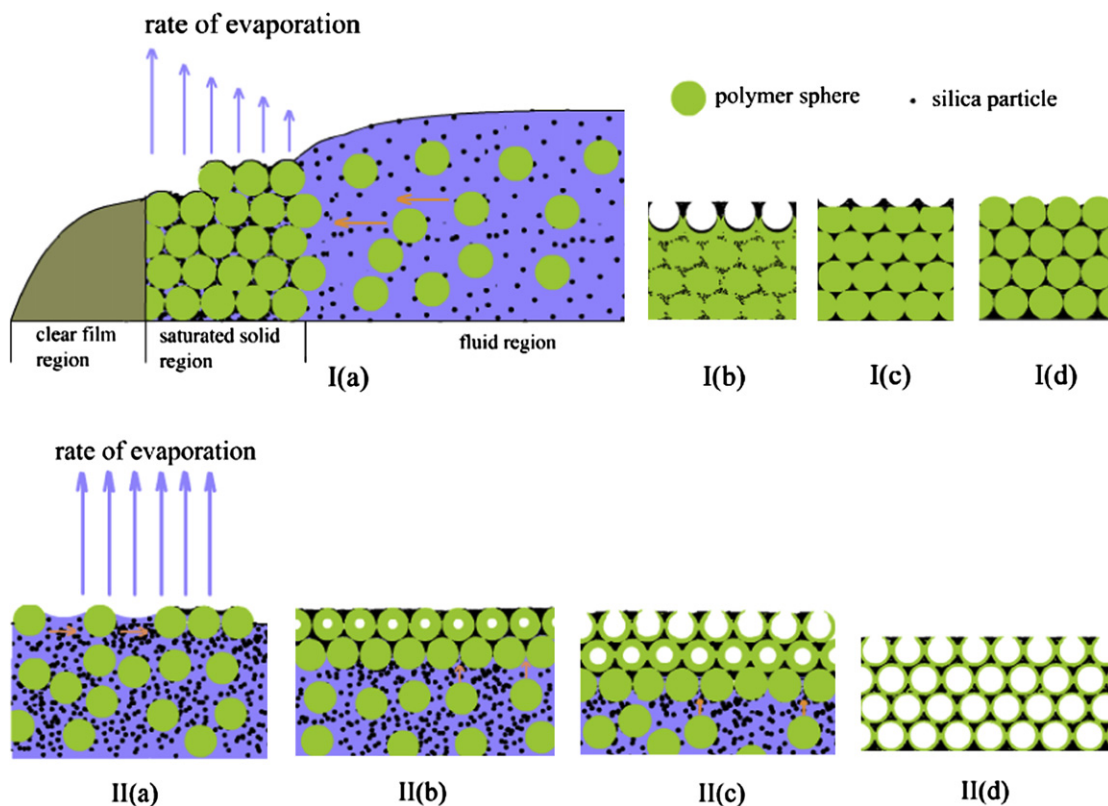 rate of evaporation
polymer sphere
silica particle
clear film
region
saturated solid
region
fluid region
I(a)
I(b)
I(c)
I(d)
rate of evaporation
II(a)
II(b)
II(c)
II(d)